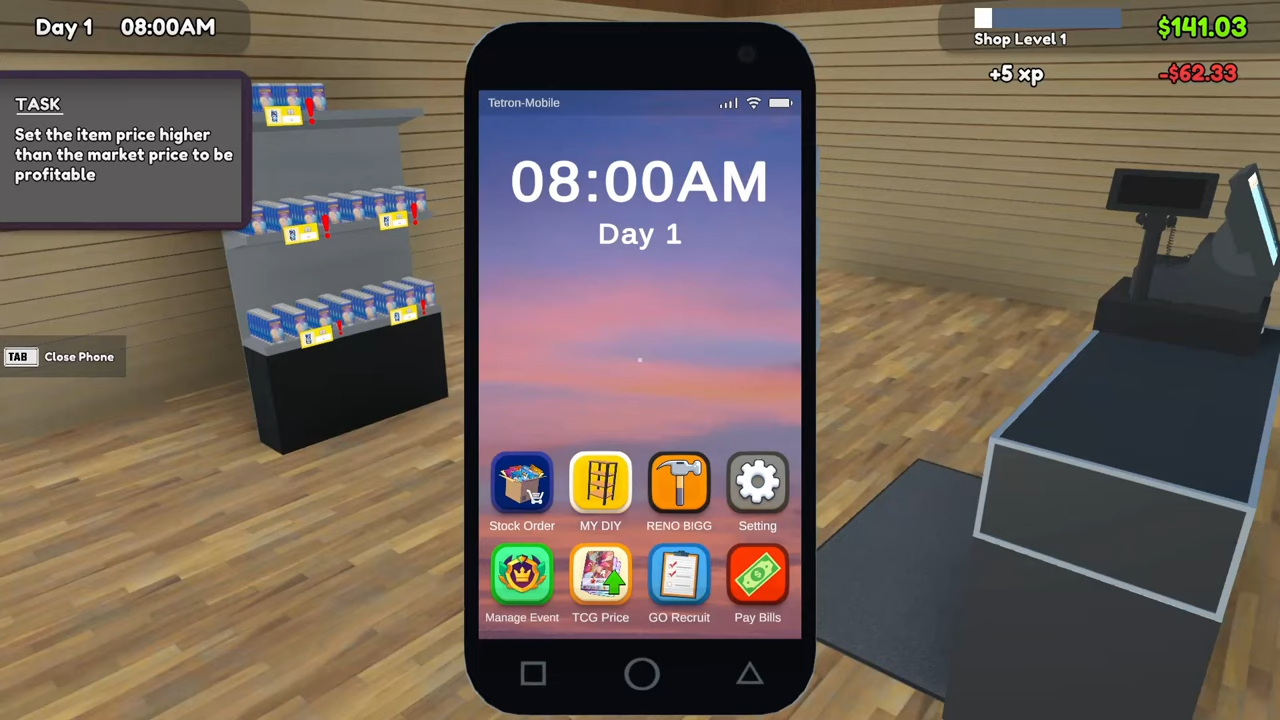 Day 1 08:00AM
Shop Level 1
$141.03
+5 xp
-$62.33
TASK
Set the item price higher
than the market price to be
profitable
TAB Close Phone
Tetron-Mobile
08:00AM
Day 1
Stock Order MY DIY RENO BIGG Setting
Manage Event TCG Price GO Recruit Pay Bills